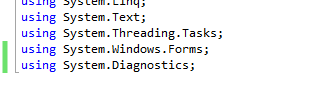 using System.Linq;
using System.Text;
using System.Threading.Tasks;
using System.Windows.Forms;
using System.Diagnostics;